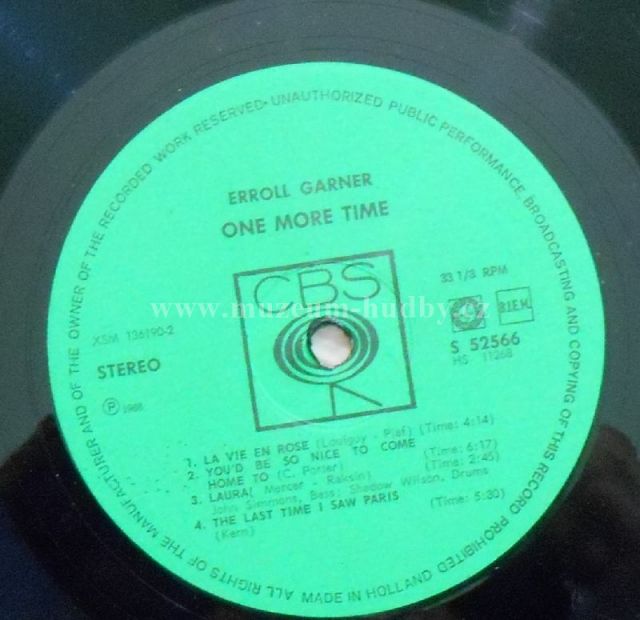 ALL RIGHTS OF THE MANUFACTURER AND OF THE OWNER OF THE RECORDED WORK RESERVED • UNAUTHORIZED PUBLIC PERFORMANCE BROADCASTING AND COPYING OF THIS RECORD PROHIBITED
MADE IN HOLLAND
ERROLL GARNER
ONE MORE TIME
CBS
33 1/3 RPM
www.muzeum-hudby.cz
B.I.E.M.
XSM 136190-2
S 52566
HS 11268
STEREO
Ⓟ 1968
1. LA VIE EN ROSE (Louiguy - Piaf) (Time: 4:14)
2. YOU'D BE SO NICE TO COME
HOME TO (C. Porter) (Time: 6:17)
3. LAURA! Mercer - Raksin) (Time: 2:45)
John Simmons, Bass, Shadow Wilson, Drums
4. THE LAST TIME I SAW PARIS (Time: 5:30)
(Kern)